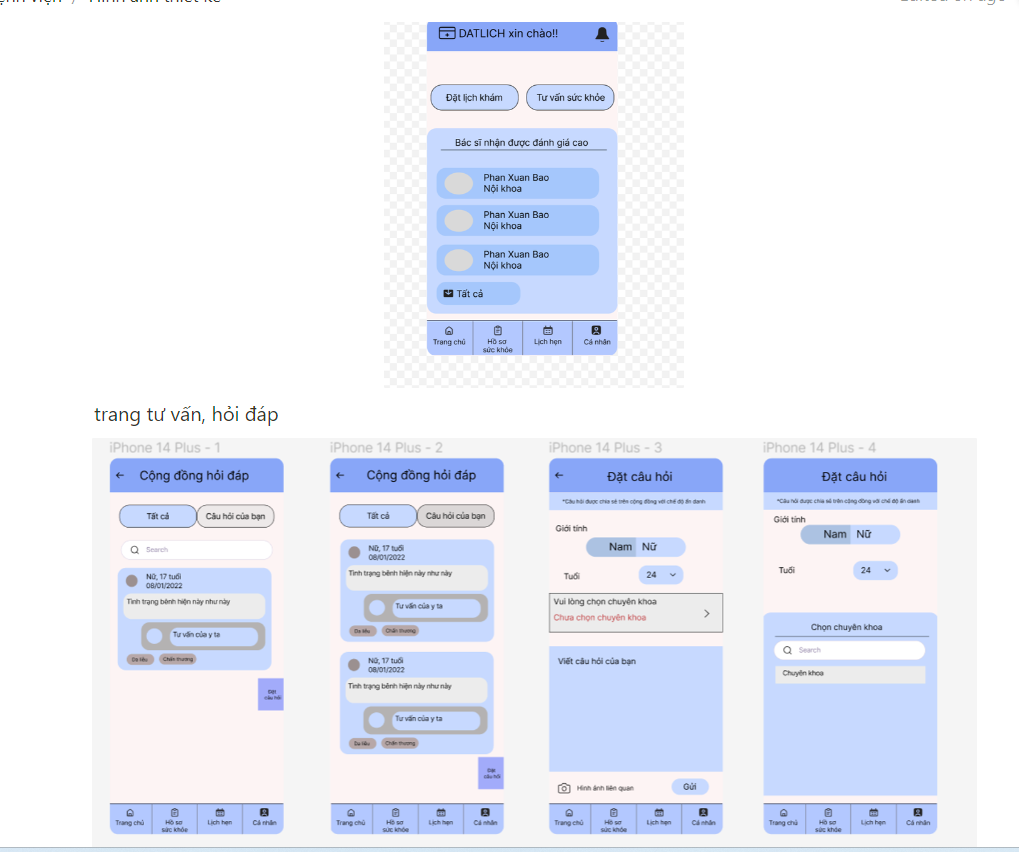 Hình ảnh thiết kế
DATLICH xin chào!!
Đặt lịch khám
Tư vấn sức khỏe
Bác sĩ nhận được đánh giá cao
Phan Xuan Bao
Nội khoa
Phan Xuan Bao
Nội khoa
Phan Xuan Bao
Nội khoa
Tất cả
Trang chủ
Hồ sơ
sức khỏe
Lịch hẹn
Cá nhân
trang tư vấn, hỏi đáp
iPhone 14 Plus - 1
Cộng đồng hỏi đáp
Tất cả
Câu hỏi của bạn
Search
Nữ, 17 tuổi
08/01/2022
Tình trạng bênh hiện này như này
Tư vấn của y ta
Da liễu
Chấn thương
Đặt
câu hỏi
Trang chủ
Hồ sơ
sức khỏe
Lịch hẹn
Cá nhân
iPhone 14 Plus - 2
Cộng đồng hỏi đáp
Tất cả
Câu hỏi của bạn
Nữ, 17 tuổi
08/01/2022
Tình trạng bênh hiện này như này
Tư vấn của y ta
Da liễu
Chấn thương
Nữ, 17 tuổi
08/01/2022
Tình trạng bênh hiện này như này
Tư vấn của y ta
Da liễu
Chấn thương
Đặt
câu hỏi
Trang chủ
Hồ sơ
sức khỏe
Lịch hẹn
Cá nhân
iPhone 14 Plus - 3
Đặt câu hỏi
*Câu hỏi được chia sẻ trên cộng đồng với chế độ ẩn danh
Giới tính
Nam Nữ
Tuổi
24
Vui lòng chọn chuyên khoa
Chưa chọn chuyên khoa
Viết câu hỏi của bạn
Hình ảnh liên quan
Gửi
Trang chủ
Hồ sơ
sức khỏe
Lịch hẹn
Cá nhân
iPhone 14 Plus - 4
Đặt câu hỏi
*Câu hỏi được chia sẻ trên cộng đồng với chế độ ẩn danh
Giới tính
Nam Nữ
Tuổi
24
Chọn chuyên khoa
Search
Chuyên khoa
Trang chủ
Hồ sơ
sức khỏe
Lịch hẹn
Cá nhân